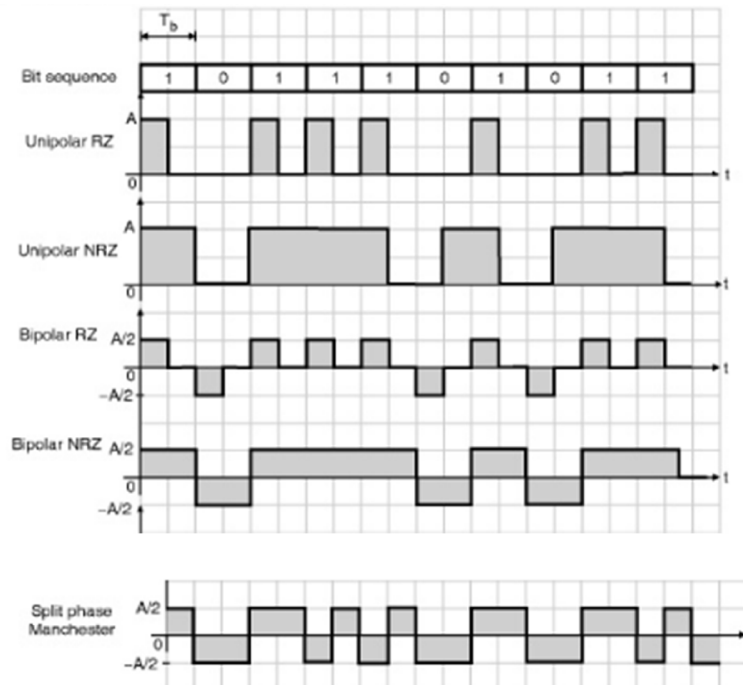 T_b
Bit sequence 1 0 1 1 1 0 1 0 1 1
A
Unipolar RZ
0 t
A
Unipolar NRZ
0 t
Bipolar RZ A/2
0 t
−A/2
Bipolar NRZ A/2
0 t
−A/2
Split phase A/2
Manchester
0
−A/2